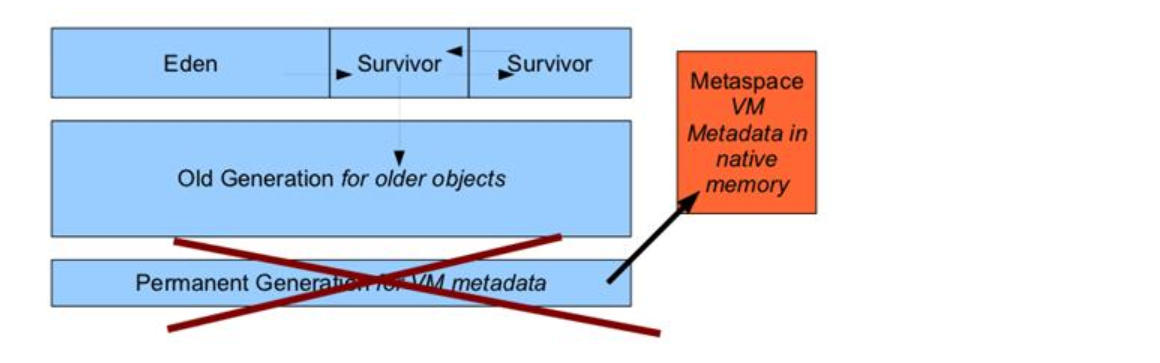 Eden
Survivor
Survivor
Old Generation for older objects
Permanent Generation for VM metadata
Metaspace
VM
Metadata in
native
memory